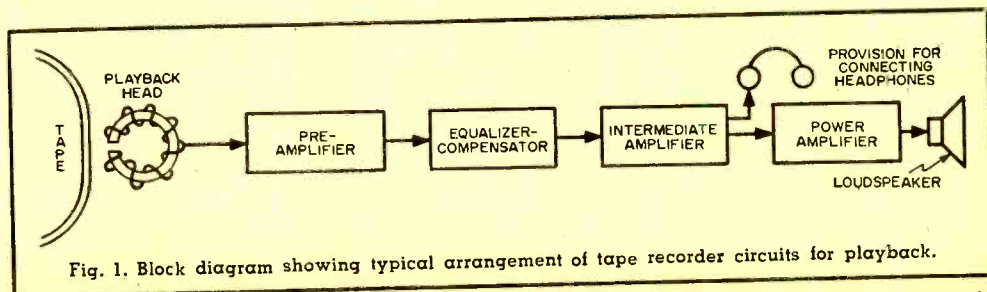 TAPE
PLAYBACK
HEAD
PRE-
AMPLIFIER
EQUALIZER-
COMPENSATOR
INTERMEDIATE
AMPLIFIER
PROVISION FOR
CONNECTING
HEADPHONES
POWER
AMPLIFIER
LOUDSPEAKER
Fig. 1. Block diagram showing typical arrangement of tape recorder circuits for playback.